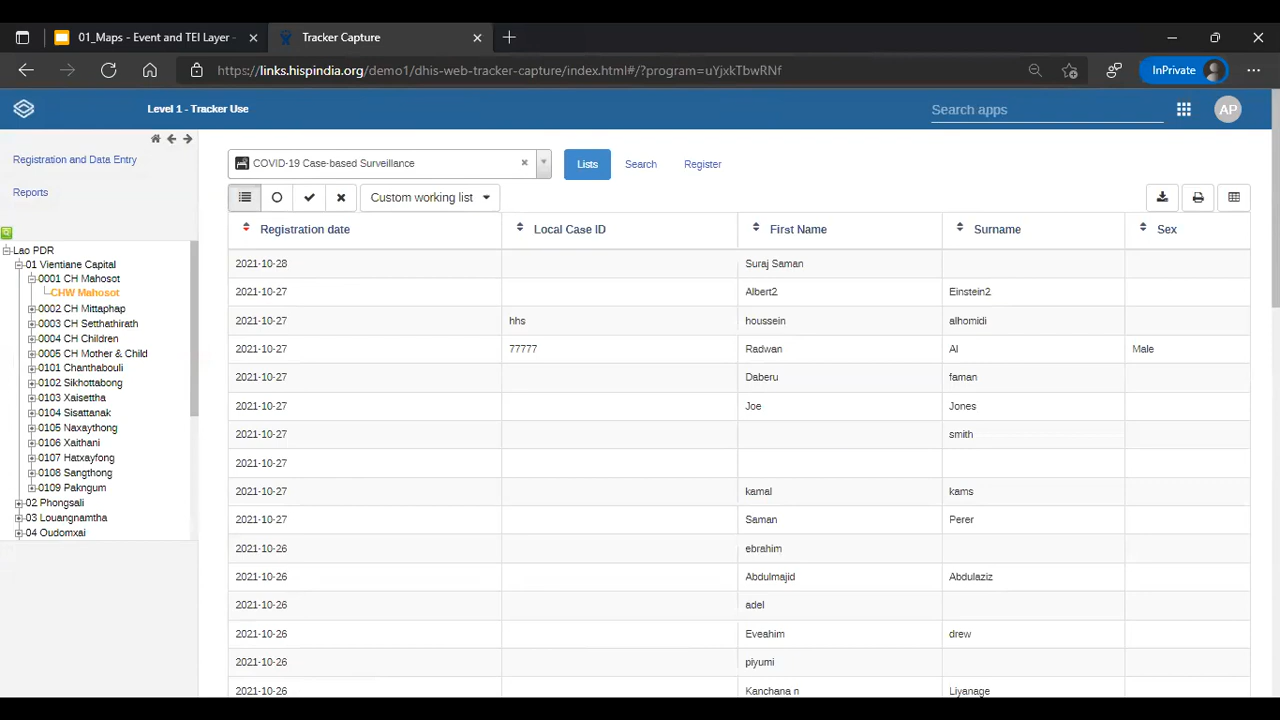 01_Maps - Event and TEI Layer -
Tracker Capture
https://links.hispindia.org/demo1/dhis-web-tracker-capture/index.html#/?program=uYjxkTbwRNf
InPrivate
Level 1 - Tracker Use
Search apps
AP
Registration and Data Entry
Reports
Lao PDR
01 Vientiane Capital
0001 CH Mahosot
CHW Mahosot
0002 CH Mittaphap
0003 CH Setthathirath
0004 CH Children
0005 CH Mother & Child
0101 Chanthabouli
0102 Sikhottabong
0103 Xaisettha
0104 Sisattanak
0105 Naxaythong
0106 Xaithani
0107 Hatxayfong
0108 Sangthong
0109 Pakngum
02 Phongsali
03 Louangnamtha
04 Oudomxai
COVID-19 Case-based Surveillance
Lists Search Register
Custom working list
Registration date Local Case ID First Name Surname Sex
2021-10-28 Suraj Saman
2021-10-27 Albert2 Einstein2
2021-10-27 hhs houssein alhomidi
2021-10-27 77777 Radwan Al Male
2021-10-27 Daberu faman
2021-10-27 Joe Jones
2021-10-27 smith
2021-10-27
2021-10-27 kamal kams
2021-10-27 Saman Perer
2021-10-26 ebrahim
2021-10-26 Abdulmajid Abdulaziz
2021-10-26 adel
2021-10-26 Eveahim drew
2021-10-26 piyumi
2021-10-26 Kanchana n Liyanage